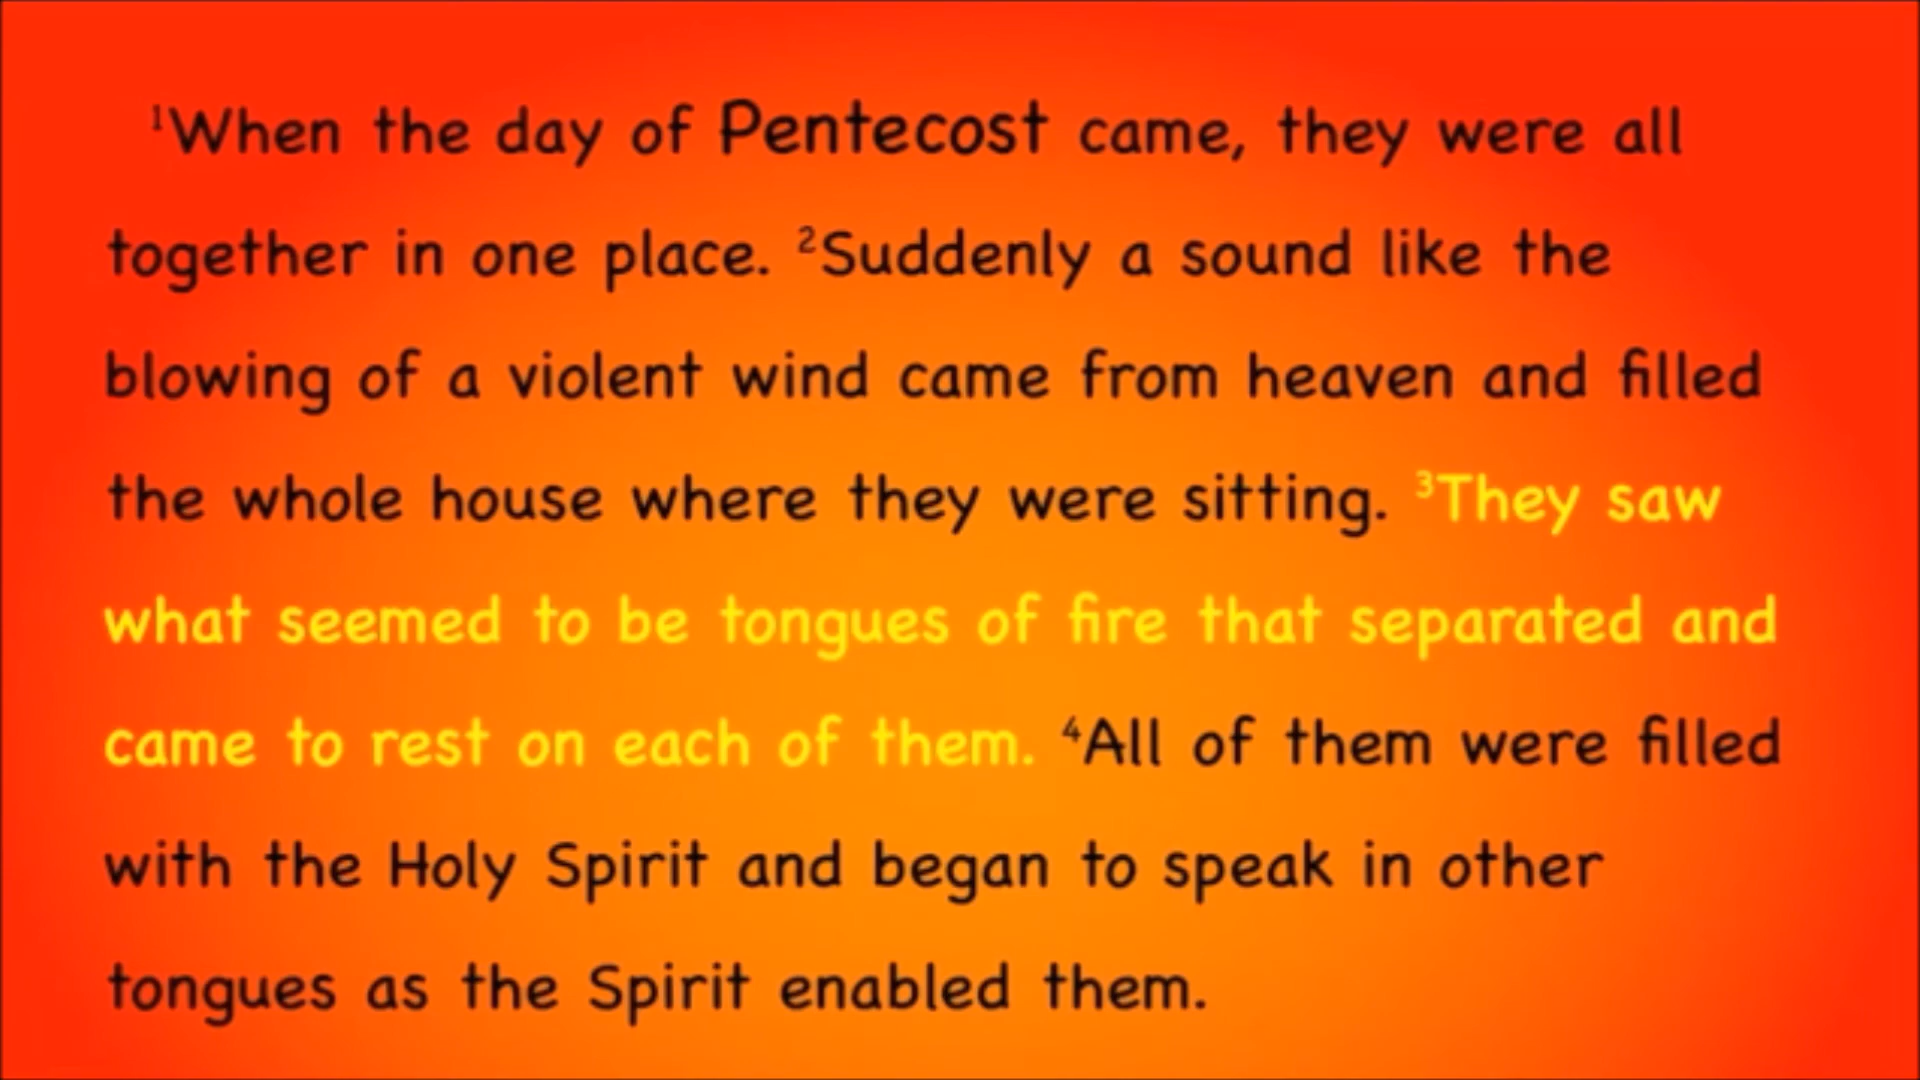 ¹When the day of Pentecost came, they were all
together in one place. ²Suddenly a sound like the
blowing of a violent wind came from heaven and filled
the whole house where they were sitting. ³They saw
what seemed to be tongues of fire that separated and
came to rest on each of them. ⁴All of them were filled
with the Holy Spirit and began to speak in other
tongues as the Spirit enabled them.